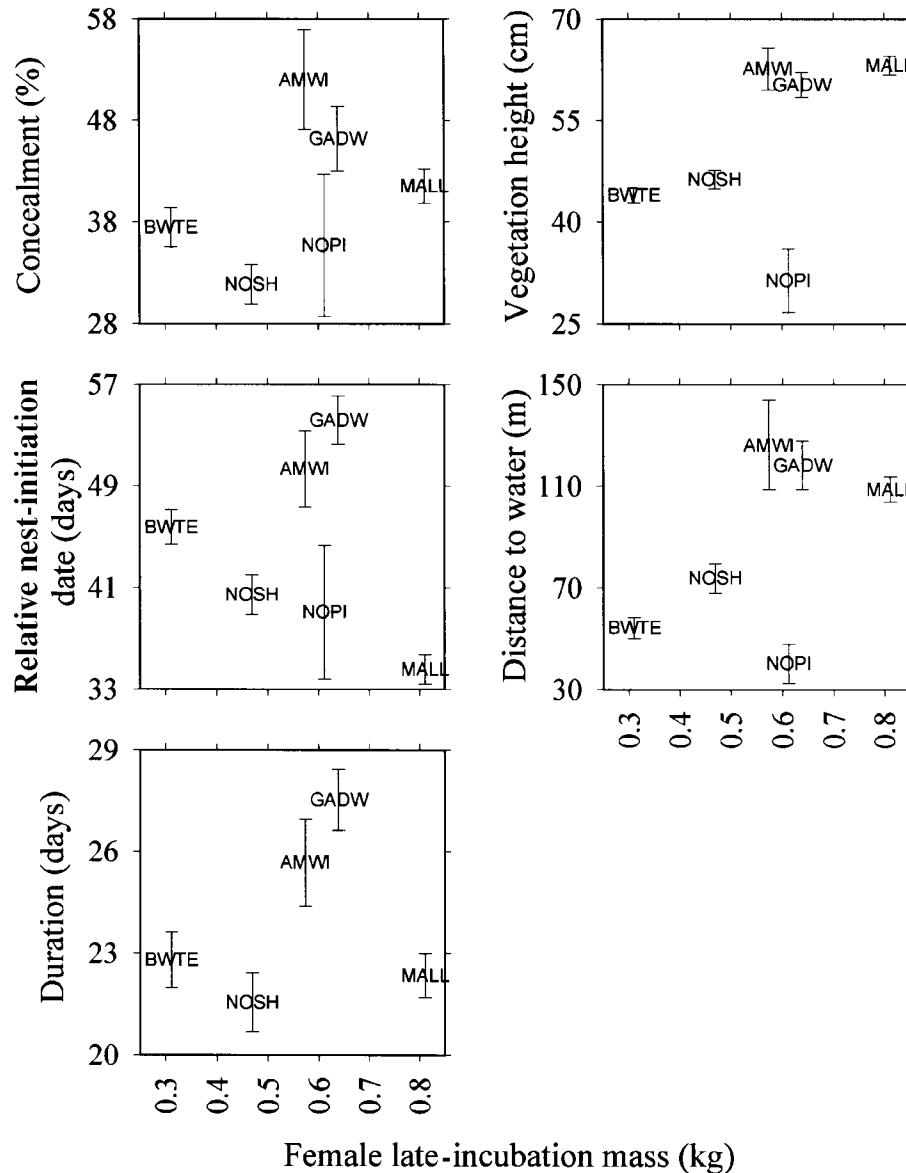 Concealment (%)
58
48
38
28
BWTE
NOSH
AMWI
GADW
NOPI
MALL
Vegetation height (cm)
70
55
40
25
BWTE
NOSH
AMWI
GADW
NOPI
MALL
Relative nest-initiation
date (days)
57
49
41
33
BWTE
NOSH
AMWI
GADW
NOPI
MALL
Distance to water (m)
150
110
70
30
BWTE
NOSH
AMWI
GADW
NOPI
MALL
0.3
0.4
0.5
0.6
0.7
0.8
Duration (days)
29
26
23
20
BWTE
NOSH
AMWI
GADW
MALL
0.3
0.4
0.5
0.6
0.7
0.8
Female late-incubation mass (kg)